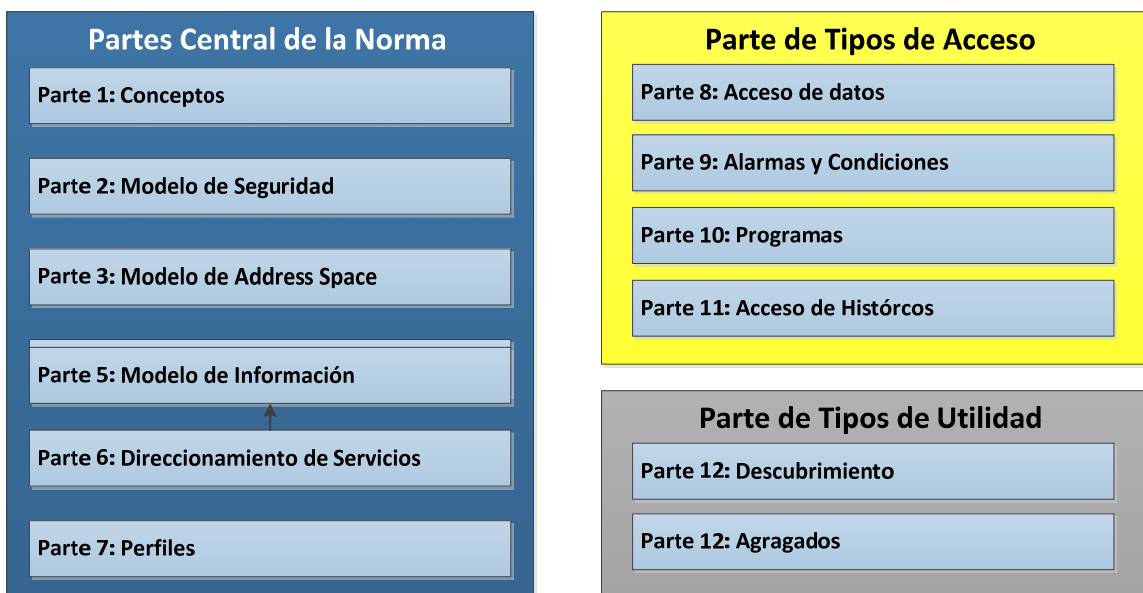 Partes Central de la Norma
Parte 1: Conceptos
Parte 2: Modelo de Seguridad
Parte 3: Modelo de Address Space
Parte 5: Modelo de Información
Parte 6: Direccionamiento de Servicios
Parte 7: Perfiles
Parte de Tipos de Acceso
Parte 8: Acceso de datos
Parte 9: Alarmas y Condiciones
Parte 10: Programas
Parte 11: Acceso de Histórcos
Parte de Tipos de Utilidad
Parte 12: Descubrimiento
Parte 12: Agragados